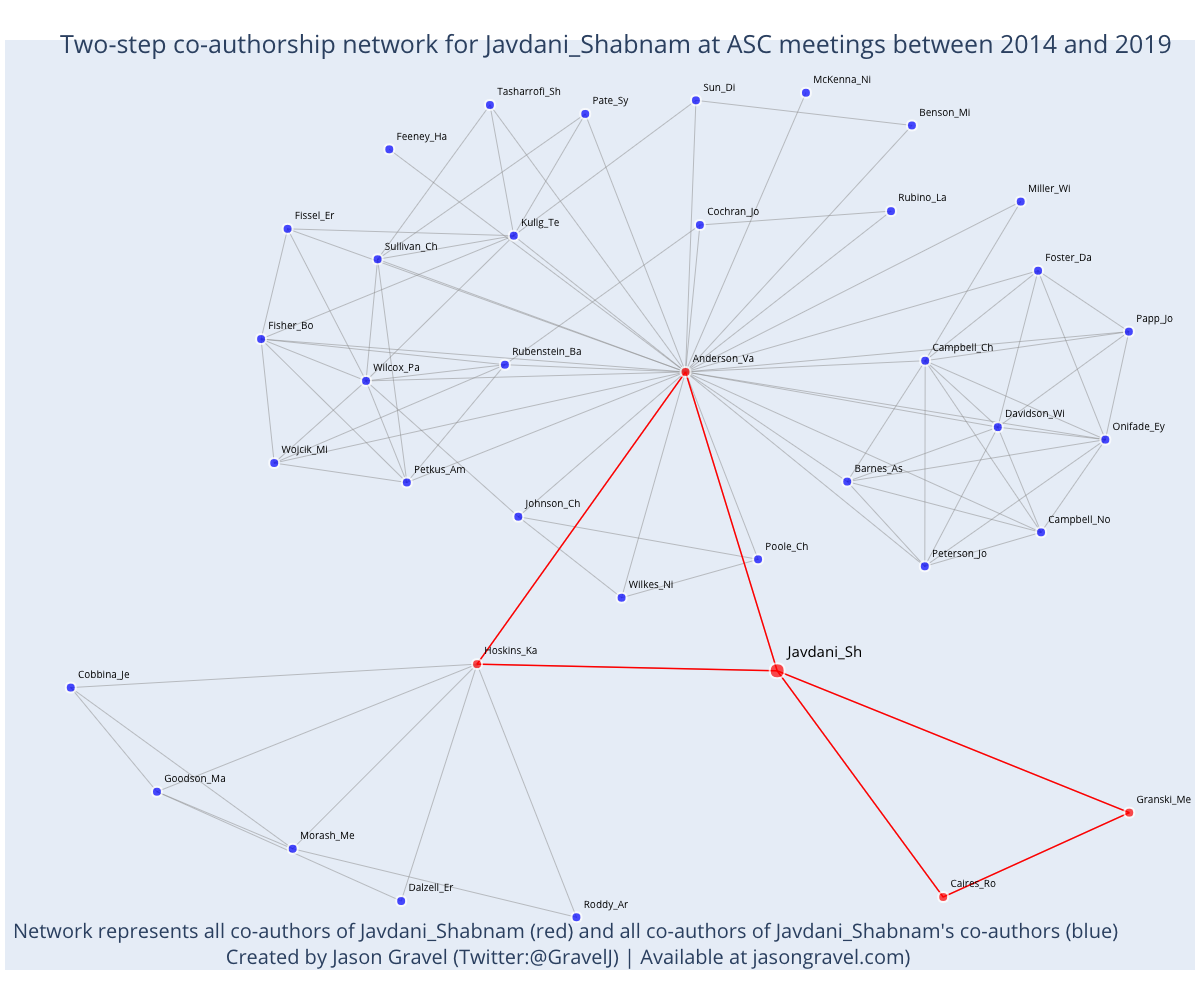 Two-step co-authorship network for Javdani_Shabnam at ASC meetings between 2014 and 2019
McKenna_Ni
Sun_Di
Tasharrofi_Sh
Pate_Sy
Benson_Mi
Feeney_Ha
Miller_Wi
Rubino_La
Cochran_Jo
Fissel_Er
Kulig_Te
Sullivan_Ch
Foster_Da
Papp_Jo
Fisher_Bo
Campbell_Ch
Rubenstein_Ba
Anderson_Va
Wilcox_Pa
Davidson_Wi
Onifade_Ey
Wojcik_Mi
Petkus_Am
Barnes_As
Johnson_Ch
Campbell_No
Poole_Ch
Peterson_Jo
Wilkes_Ni
Hoskins_Ka
Javdani_Sh
Cobbina_Je
Goodson_Ma
Granski_Me
Morash_Me
Caires_Ro
Dalzell_Er
Roddy_Ar
Network represents all co-authors of Javdani_Shabnam (red) and all co-authors of Javdani_Shabnam's co-authors (blue)
Created by Jason Gravel (Twitter:@GravelJ) | Available at jasongravel.com)